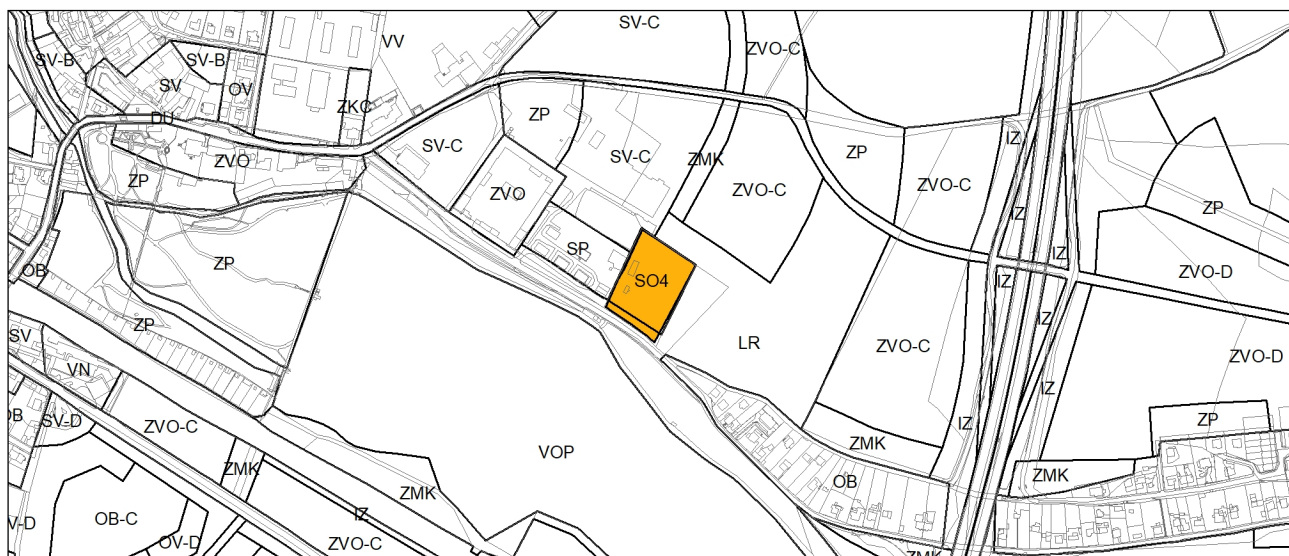 SV-C
VV
ZVO-C
SV-B
SV-B
SV
OV
ZKC
DU
ZP
SV-C
SV-C
ZVO
ZP
ZMK
ZVO-C
ZP
ZVO-C
IZ
IZ
ZP
ZVO
SP
SO4
ZP
IZ
IZ
ZVO-D
OB
ZP
LR
ZVO-C
IZ
ZVO-D
SV
VN
IZ
OB
SV-D
ZVO-C
ZMK
VOP
ZMK
IZ
ZP
ZMK
ZMK
OB
OB-C
IZ
V-D
OV-D
ZVO-C
ZMK